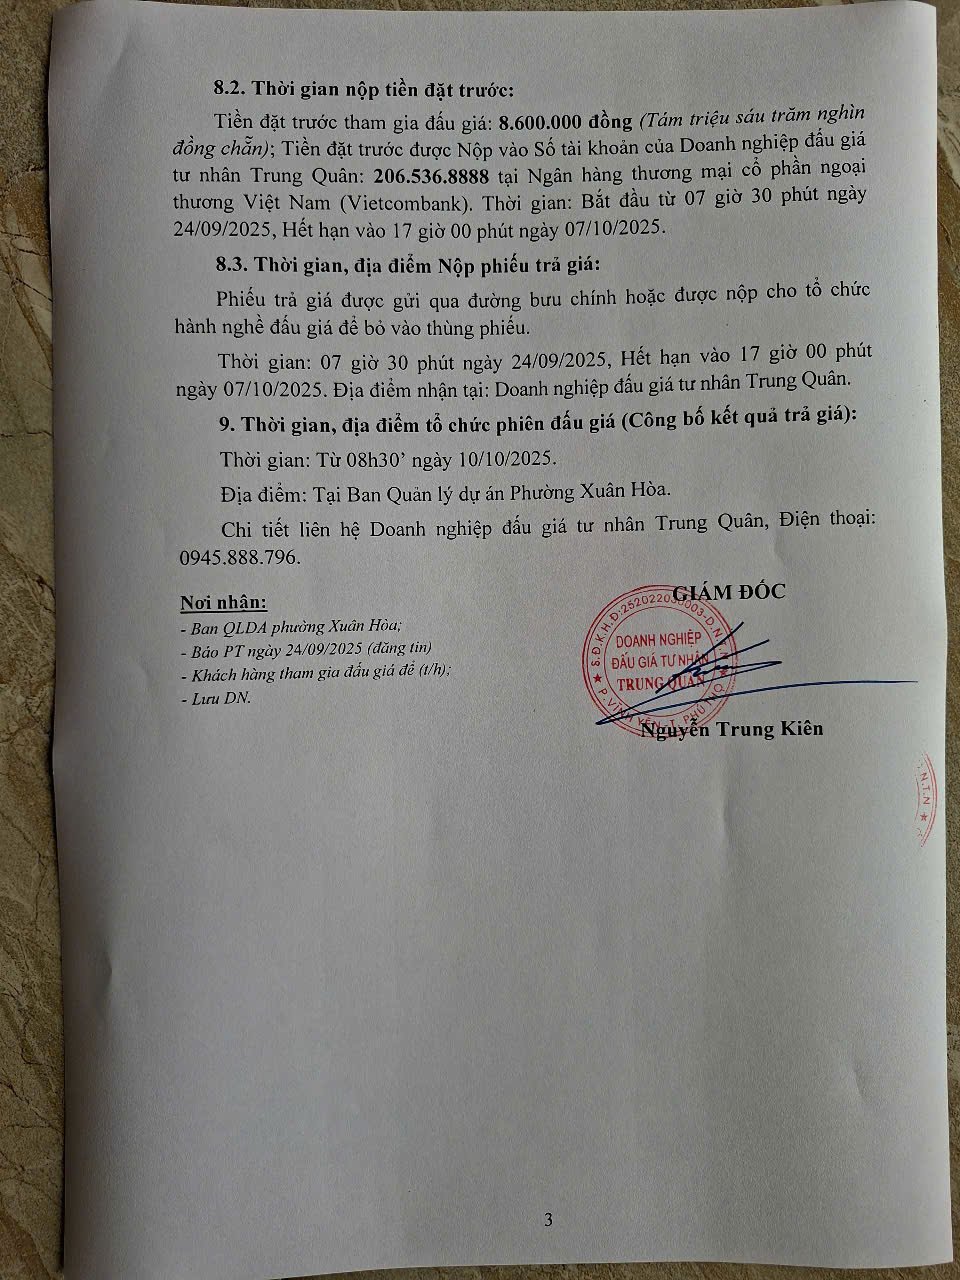 8.2. Thời gian nộp tiền đặt trước:
Tiền đặt trước tham gia đấu giá: 8.600.000 đồng (Tám triệu sáu trăm nghìn
đồng chẵn); Tiền đặt trước được Nộp vào Số tài khoản của Doanh nghiệp đấu giá
tư nhân Trung Quân: 206.536.8888 tại Ngân hàng thương mại cổ phần ngoại
thương Việt Nam (Vietcombank). Thời gian: Bắt đầu từ 07 giờ 30 phút ngày
24/09/2025, Hết hạn vào 17 giờ 00 phút ngày 07/10/2025.
8.3. Thời gian, địa điểm Nộp phiếu trả giá:
Phiếu trả giá được gửi qua đường bưu chính hoặc được nộp cho tổ chức
hành nghề đấu giá để bỏ vào thùng phiếu.
Thời gian: 07 giờ 30 phút ngày 24/09/2025, Hết hạn vào 17 giờ 00 phút
ngày 07/10/2025. Địa điểm nhận tại: Doanh nghiệp đấu giá tư nhân Trung Quân.
9. Thời gian, địa điểm tổ chức phiên đấu giá (Công bố kết quả trả giá):
Thời gian: Từ 08h30’ ngày 10/10/2025.
Địa điểm: Tại Ban Quản lý dự án Phường Xuân Hòa.
Chi tiết liên hệ Doanh nghiệp đấu giá tư nhân Trung Quân, Điện thoại:
0945.888.796.
Nơi nhận:
- Ban QLDA phường Xuân Hòa;
- Báo PT ngày 24/09/2025 (đăng tin)
- Khách hàng tham gia đấu giá để (t/h);
- Lưu DN.
GIÁM ĐỐC
DOANH NGHIỆP
ĐẤU GIÁ TƯ NHÂN
TRUNG QUÂN
P. VĨNH YÊN - T. PHÚ THỌ
Nguyễn Trung Kiên
N.T.N
3